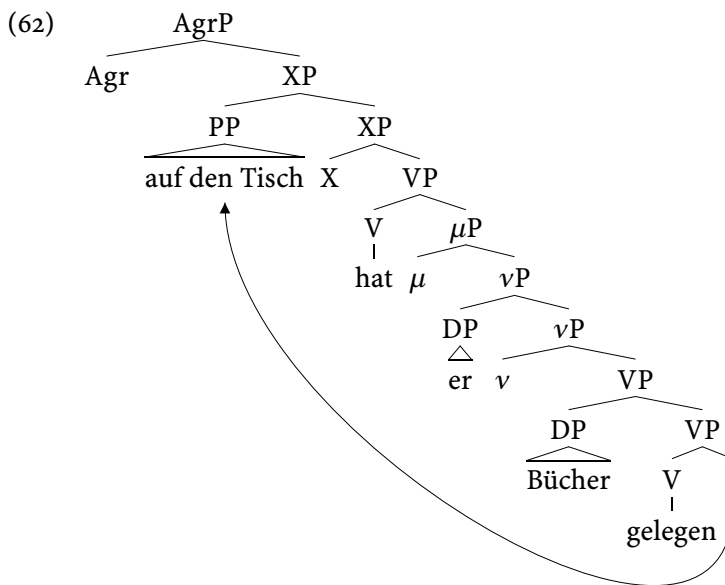 (62) AgrP
Agr XP
PP XP
auf den Tisch X VP
V μP
hat μ νP
DP νP
er ν VP
DP VP
Bücher V
gelegen